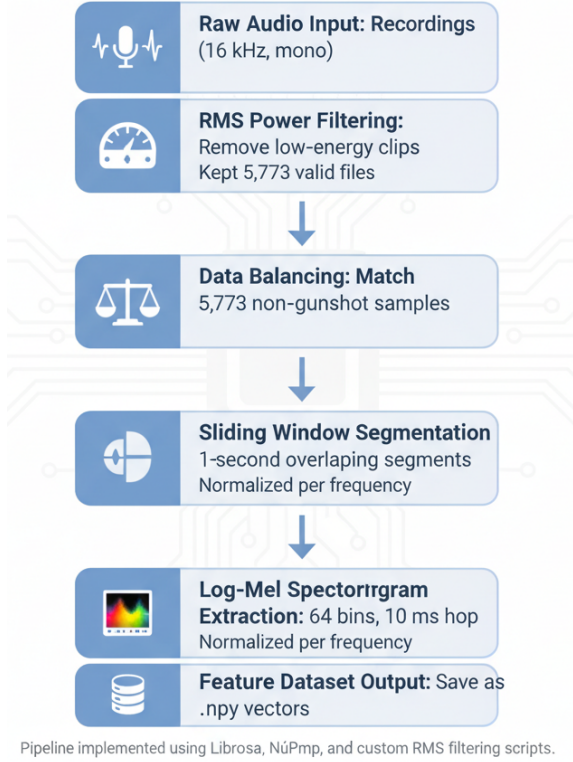 Raw Audio Input: Recordings
(16 kHz, mono)
RMS Power Filtering:
Remove low-energy clips
Kept 5,773 valid files
Data Balancing: Match
5,773 non-gunshot samples
Sliding Window Segmentation
1-second overlaping segments
Normalized per frequency
Log-Mel Spectorrrgram
Extraction: 64 bins, 10 ms hop
Normalized per frequency
Feature Dataset Output: Save as
.npy vectors
Pipeline implemented using Librosa, NúPmp, and custom RMS filtering scripts.